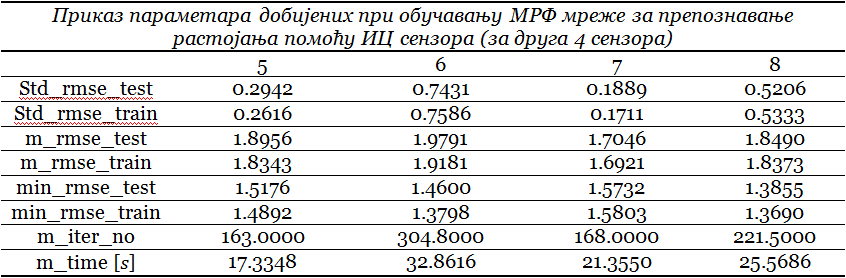 Приказ параметара добијених при обучавању МРФ мреже за препознавање
растојања помоћу ИЦ сензора (за друга 4 сензора)
5 6 7 8
Std_rmse_test 0.2942 0.7431 0.1889 0.5206
Std_rmse_train 0.2616 0.7586 0.1711 0.5333
m_rmse_test 1.8956 1.9791 1.7046 1.8490
m_rmse_train 1.8343 1.9181 1.6921 1.8373
min_rmse_test 1.5176 1.4600 1.5732 1.3855
min_rmse_train 1.4892 1.3798 1.5803 1.3690
m_iter_no 163.0000 304.8000 168.0000 221.5000
m_time [s] 17.3348 32.8616 21.3550 25.5686